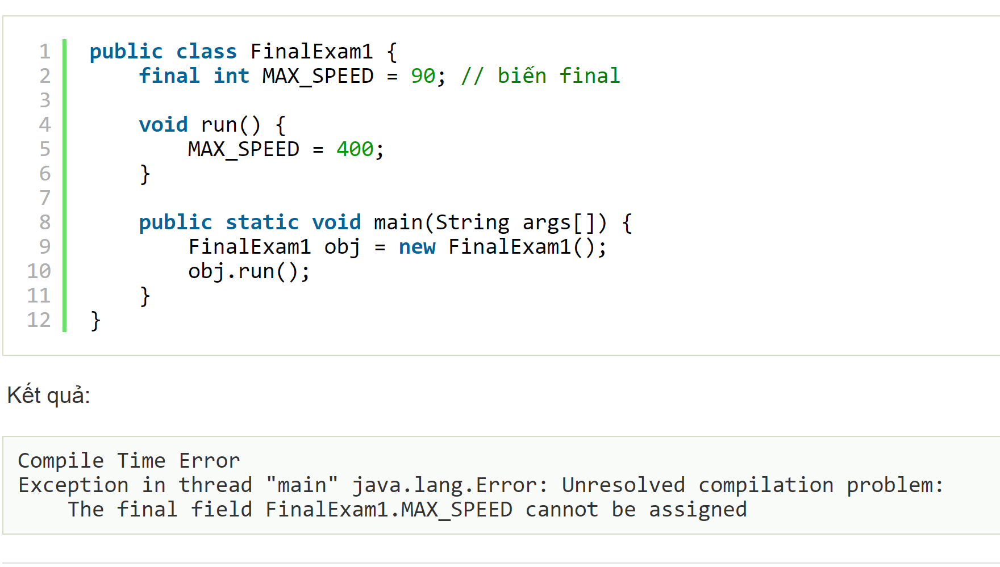 1 public class FinalExam1 {
2 final int MAX_SPEED = 90; // biến final
3
4 void run() {
5 MAX_SPEED = 400;
6 }
7
8 public static void main(String args[]) {
9 FinalExam1 obj = new FinalExam1();
10 obj.run();
11 }
12 }
Kết quả:
Compile Time Error
Exception in thread "main" java.lang.Error: Unresolved compilation problem:
The final field FinalExam1.MAX_SPEED cannot be assigned